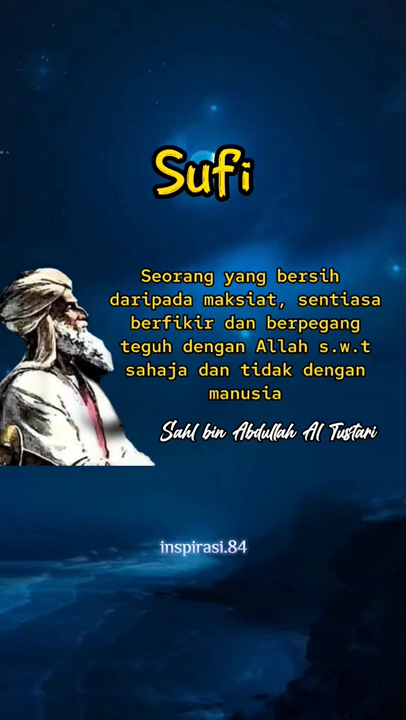 Sufi
Seorang yang bersih
daripada maksiat, sentiasa
berfikir dan berpegang
teguh dengan Allah s.w.t
sahaja dan tidak dengan
manusia
Sahl bin Abdullah Al Tustari
inspirasi.84